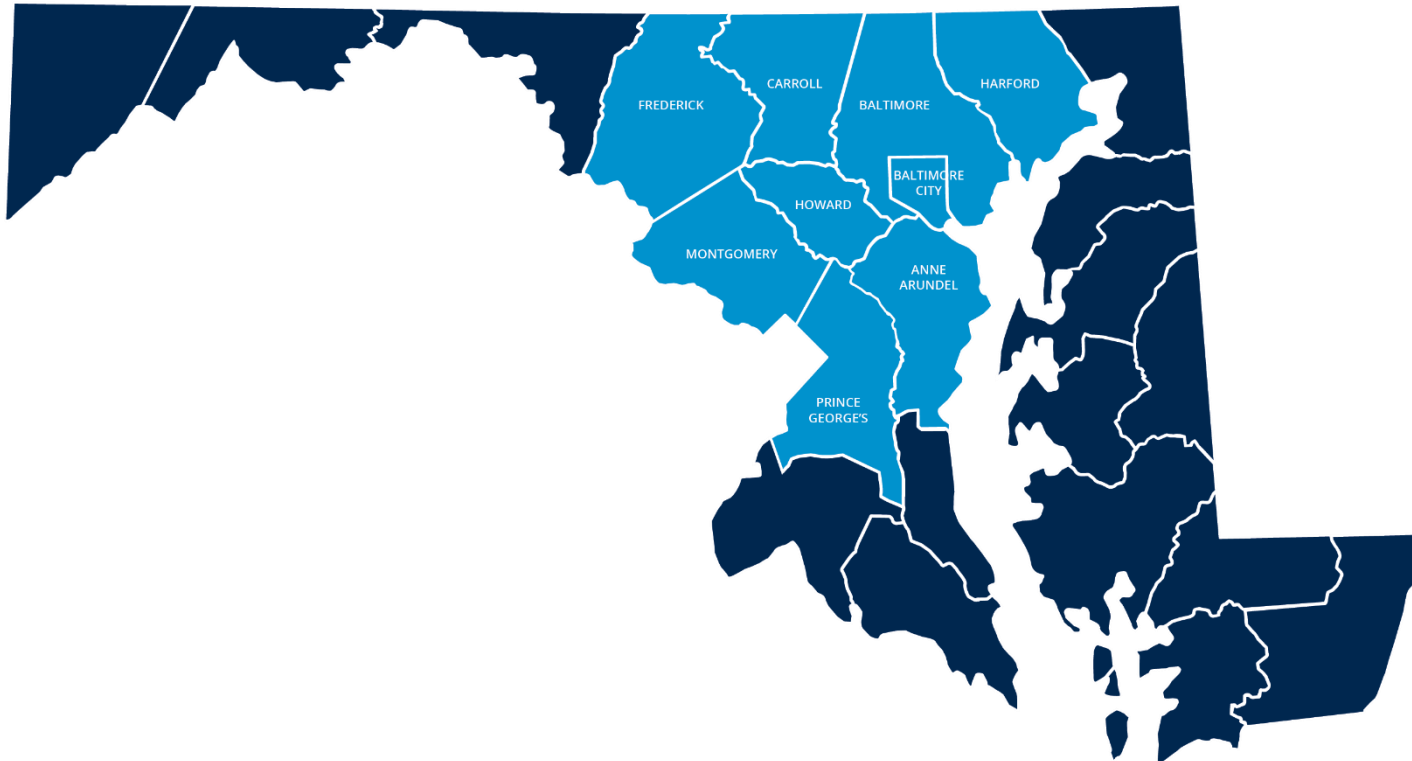 FREDERICK
CARROLL
BALTIMORE
HARFORD
BALTIMORE
CITY
HOWARD
MONTGOMERY
ANNE
ARUNDEL
PRINCE
GEORGE’S